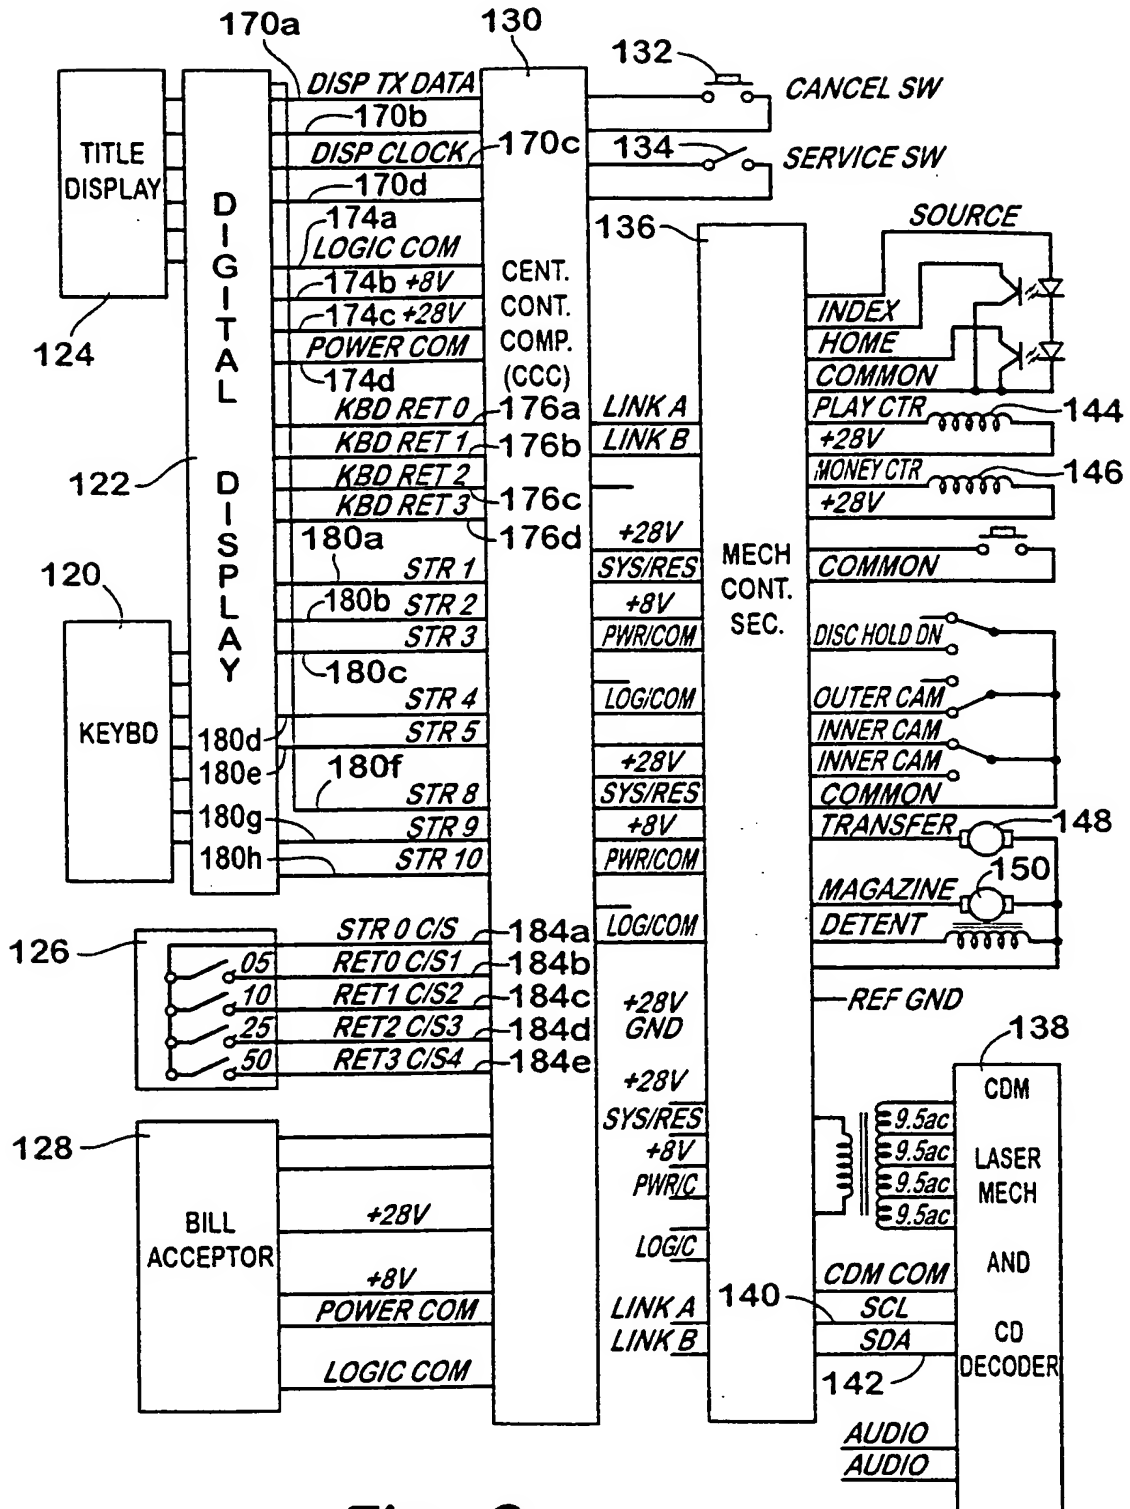 170a
130
132
CANCEL SW
DISP TX DATA
170b
DISP CLOCK
170c
170d
134
SERVICE SW
TITLE
DISPLAY
124
DIGITAL DISPLAY
122
174a
LOGIC COM
174b +8V
174c +28V
POWER COM
174d
KBD RET 0
176a
KBD RET 1
176b
KBD RET 2
176c
KBD RET 3
176d
180a
STR 1
180b
STR 2
STR 3
180c
STR 4
180d
STR 5
180e
180f
STR 8
180g
STR 9
180h
STR 10
120
KEYBD
CENT.
CONT.
COMP.
(CCC)
126
STR 0 C/S
184a
05
RET0 C/S1
184b
10
RET1 C/S2
184c
25
RET2 C/S3
184d
50
RET3 C/S4
184e
128
BILL
ACCEPTOR
+28V
+8V
POWER COM
LOGIC COM
LINK A
LINK B
+28V
SYS/RES
+8V
PWR/COM
LOG/COM
+28V
SYS/RES
+8V
PWR/COM
LOG/COM
+28V
GND
+28V
SYS/RES
+8V
PWR/C
LOG/C
LINK A
LINK B
136
MECH
CONT.
SEC.
SOURCE
INDEX
HOME
COMMON
PLAY CTR
144
+28V
MONEY CTR
146
+28V
COMMON
DISC HOLD DN
OUTER CAM
INNER CAM
INNER CAM
COMMON
TRANSFER
148
MAGAZINE
150
DETENT
REF GND
138
CDM
LASER
MECH
AND
CD
DECODER
9.5ac
9.5ac
9.5ac
9.5ac
CDM COM
140
SCL
SDA
142
AUDIO
AUDIO